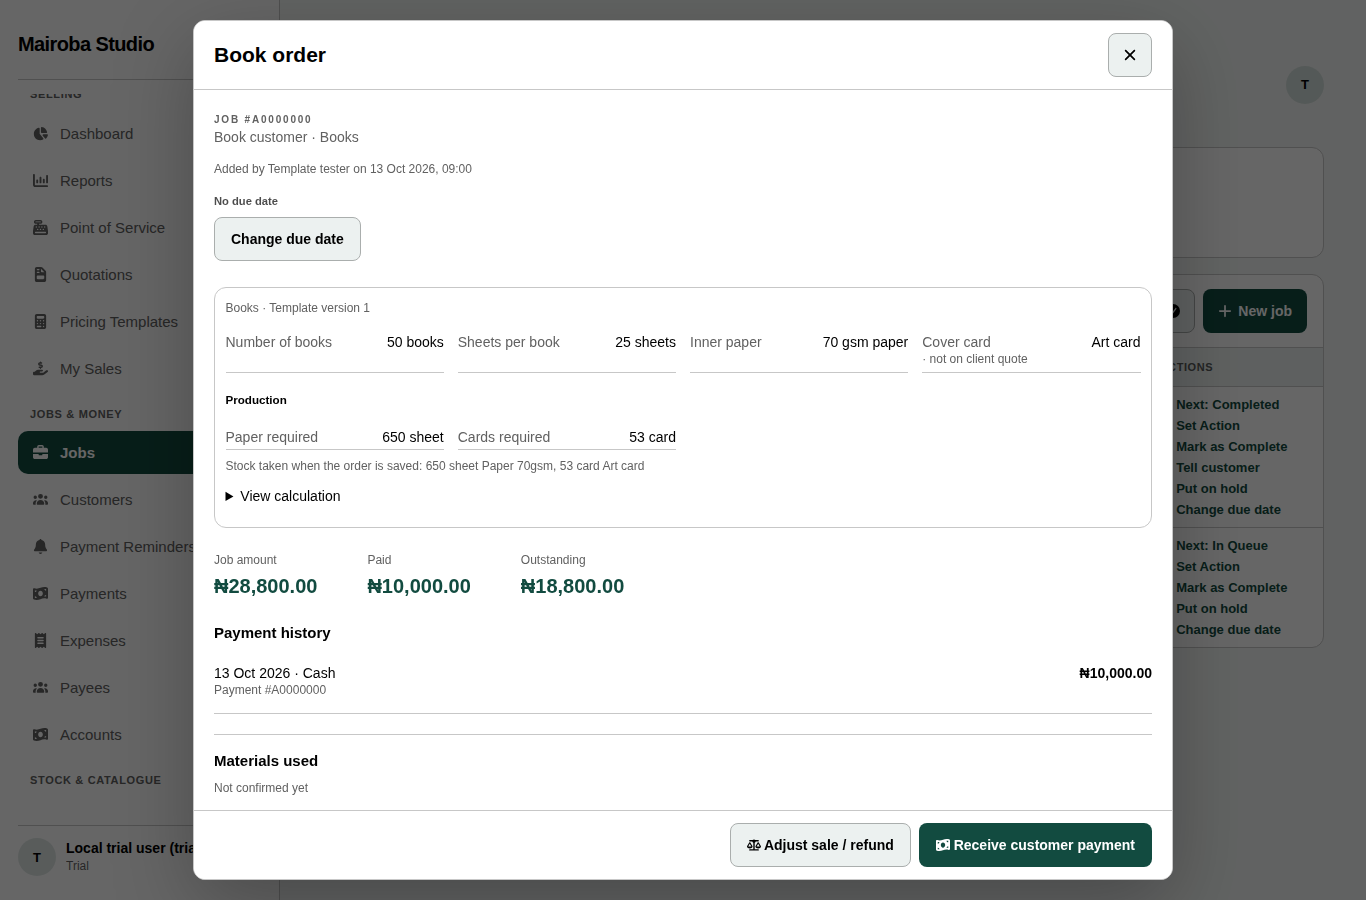 Mairoba Studio
SELLING
Dashboard
Reports
Point of Service
Quotations
Pricing Templates
My Sales
JOBS & MONEY
Jobs
Customers
Payment Reminders
Payments
Expenses
Payees
Accounts
STOCK & CATALOGUE
T
Local trial user (tria
Trial
Book order
JOB #A0000000
Book customer · Books
Added by Template tester on 13 Oct 2026, 09:00
No due date
Change due date
Books · Template version 1
Number of books 50 books
Sheets per book 25 sheets
Inner paper 70 gsm paper
Cover card Art card
· not on client quote
Production
Paper required 650 sheet
Cards required 53 card
Stock taken when the order is saved: 650 sheet Paper 70gsm, 53 card Art card
View calculation
Job amount
₦28,800.00
Paid
₦10,000.00
Outstanding
₦18,800.00
Payment history
13 Oct 2026 · Cash ₦10,000.00
Payment #A0000000
Materials used
Not confirmed yet
Adjust sale / refund
Receive customer payment
T
New job
Next: Completed
Set Action
Mark as Complete
Tell customer
Put on hold
Change due date
Next: In Queue
Set Action
Mark as Complete
Put on hold
Change due date